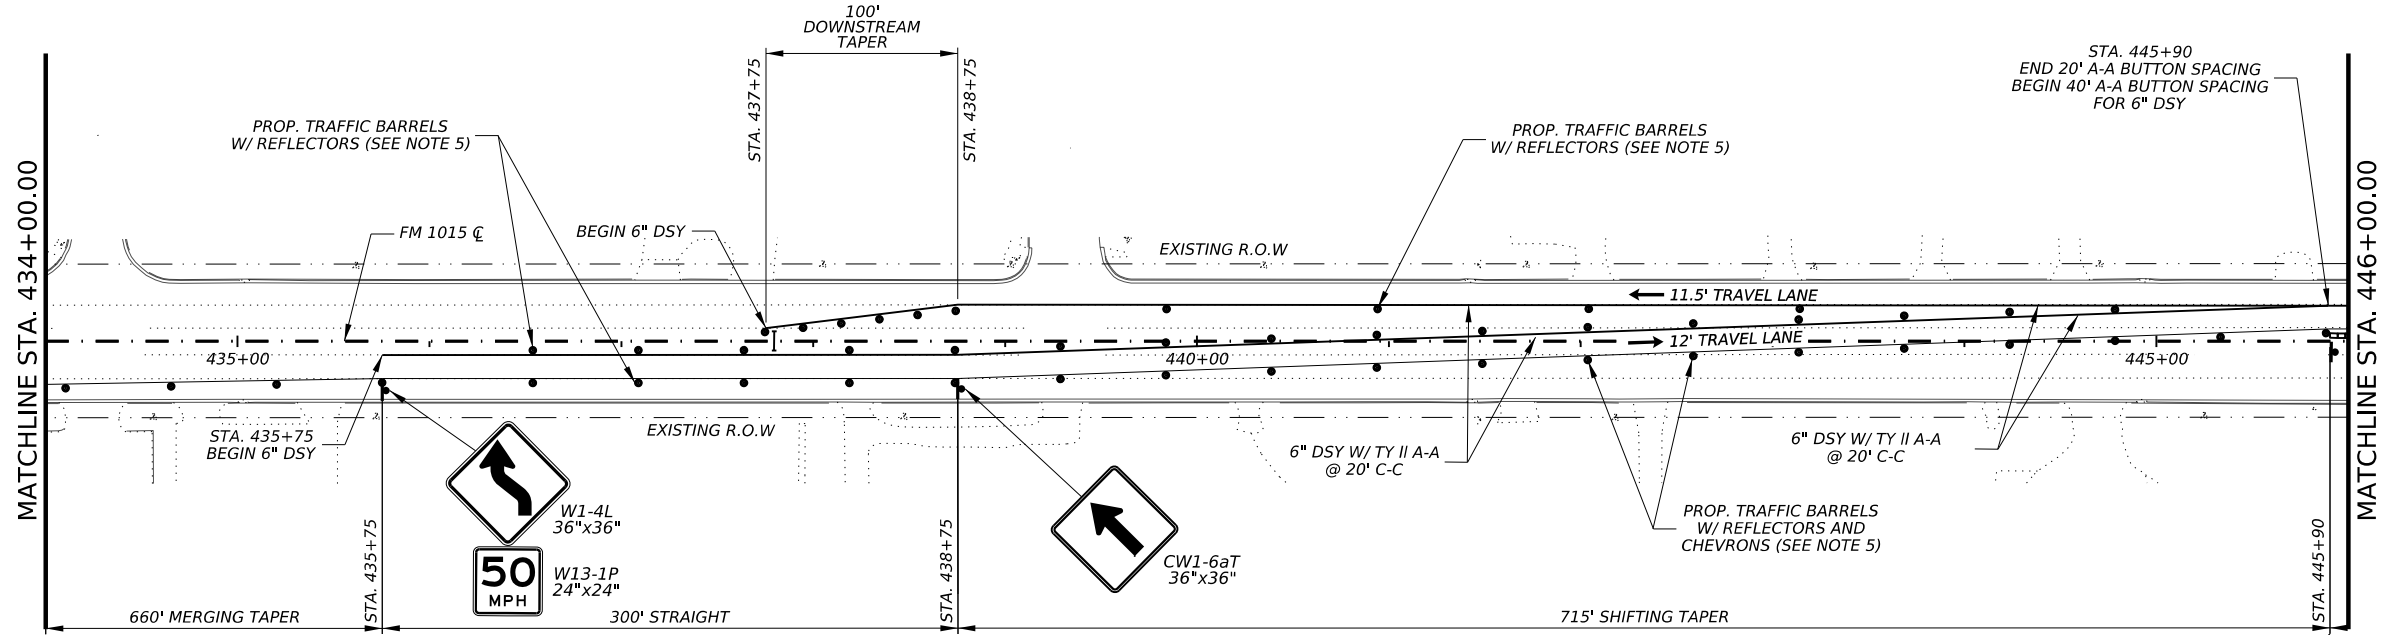 100'
DOWNSTREAM
TAPER
STA. 437+75
STA. 438+75
STA. 445+90
END 20' A-A BUTTON SPACING
BEGIN 40' A-A BUTTON SPACING
FOR 6" DSY
PROP. TRAFFIC BARRELS
W/ REFLECTORS (SEE NOTE 5)
PROP. TRAFFIC BARRELS
W/ REFLECTORS (SEE NOTE 5)
MATCHLINE STA. 434+00.00
MATCHLINE STA. 446+00.00
FM 1015 ℄
BEGIN 6" DSY
EXISTING R.O.W
11.5' TRAVEL LANE
12' TRAVEL LANE
435+00
440+00
445+00
STA. 435+75
BEGIN 6" DSY
EXISTING R.O.W
6" DSY W/ TY II A-A
@ 20' C-C
6" DSY W/ TY II A-A
@ 20' C-C
W1-4L
36"x36"
50
MPH
W13-1P
24"x24"
CW1-6aT
36"x36"
PROP. TRAFFIC BARRELS
W/ REFLECTORS AND
CHEVRONS (SEE NOTE 5)
STA. 435+75
STA. 438+75
STA. 445+90
660' MERGING TAPER
300' STRAIGHT
715' SHIFTING TAPER